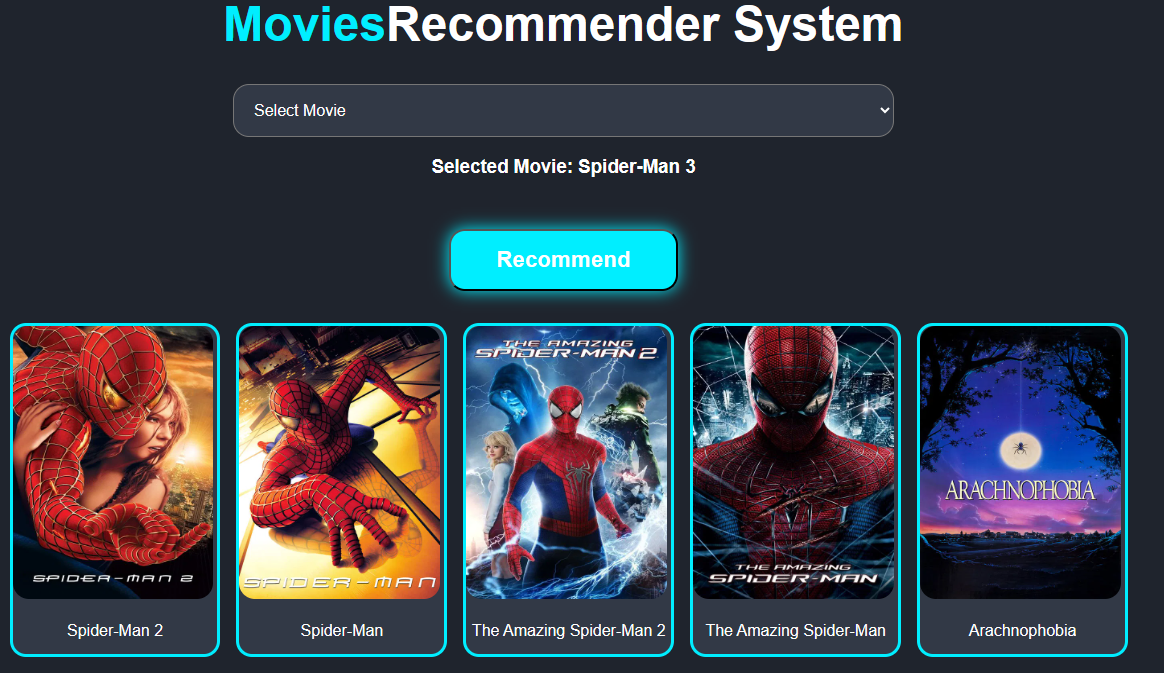 MoviesRecommender System
Select Movie
Selected Movie: Spider-Man 3
Recommend
SPIDER-MAN 2
SPIDER-MAN
THE AMAZING
SPIDER-MAN 2
THE AMAZING
SPIDER-MAN
ARACHNOPHOBIA
Spider-Man 2
Spider-Man
The Amazing Spider-Man 2
The Amazing Spider-Man
Arachnophobia